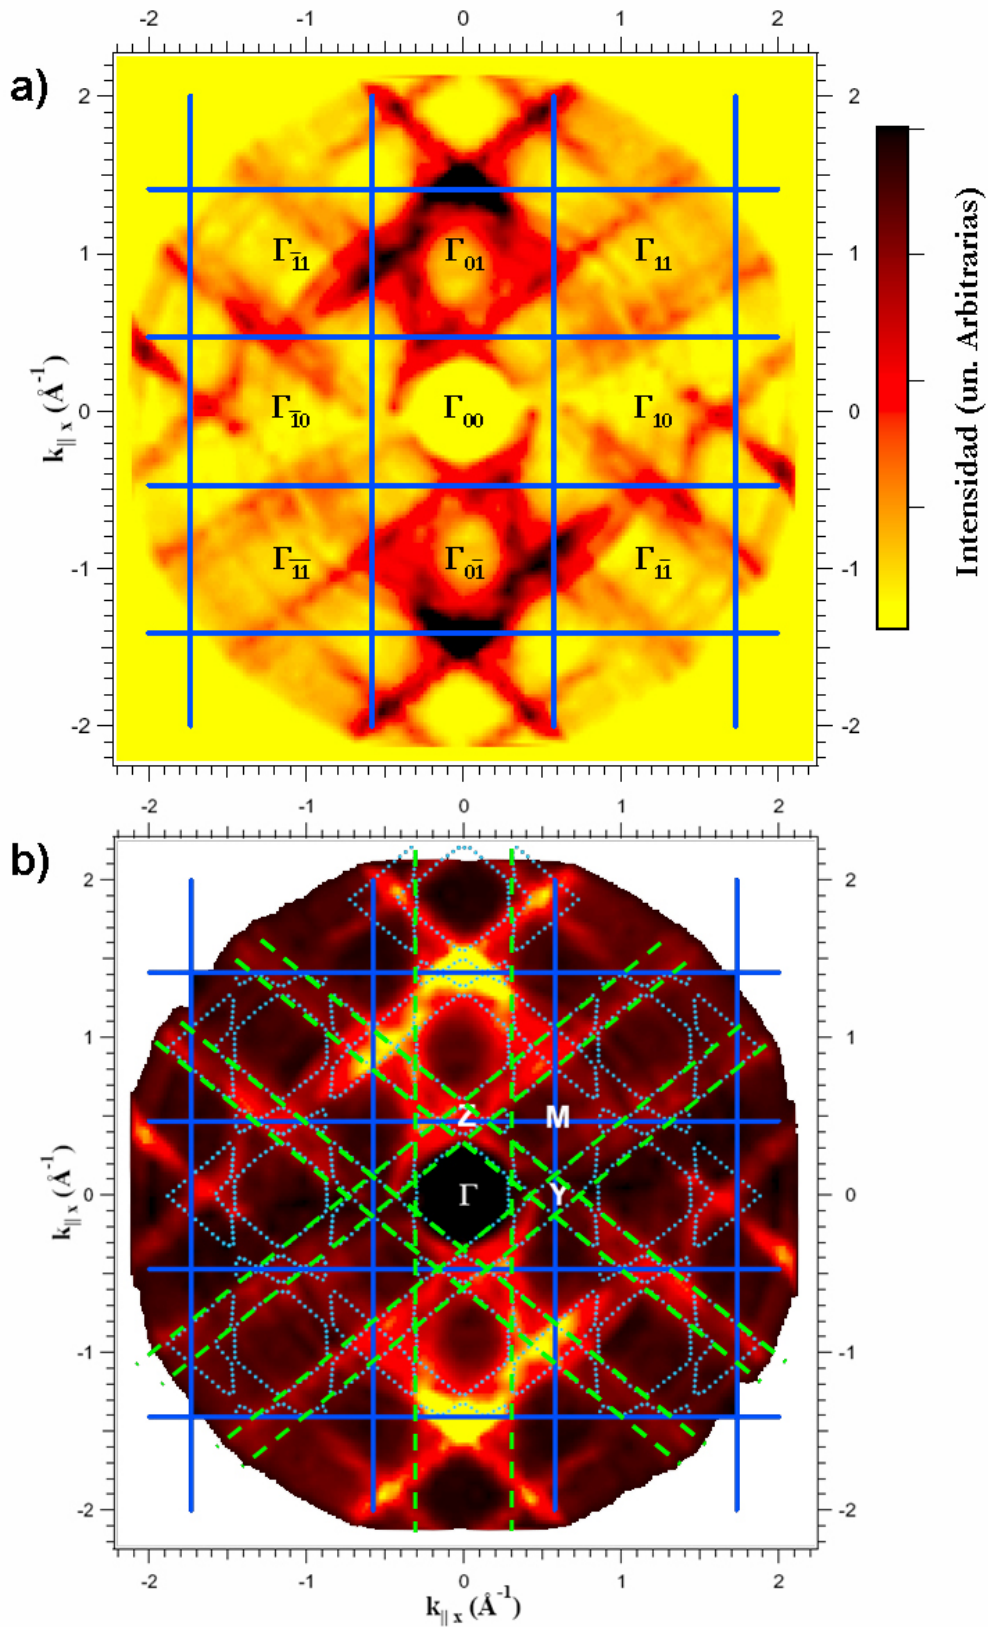 -2 -1 0 1 2
a)
2 2
Γ1̄1 Γ01 Γ11
1 1
k|| x (Å-1)
0 Γ1̄0 Γ00 Γ10 0
-1 Γ1̄1̄ Γ01̄ Γ11̄ -1
-2 -2
Intensidad (un. Arbitrarias)
-2 -1 0 1 2
b)
2 2
1 1
Z M
k|| x (Å-1)
0 Γ Y 0
-1 -1
-2 -2
-2 -1 0 1 2
k|| x (Å-1)